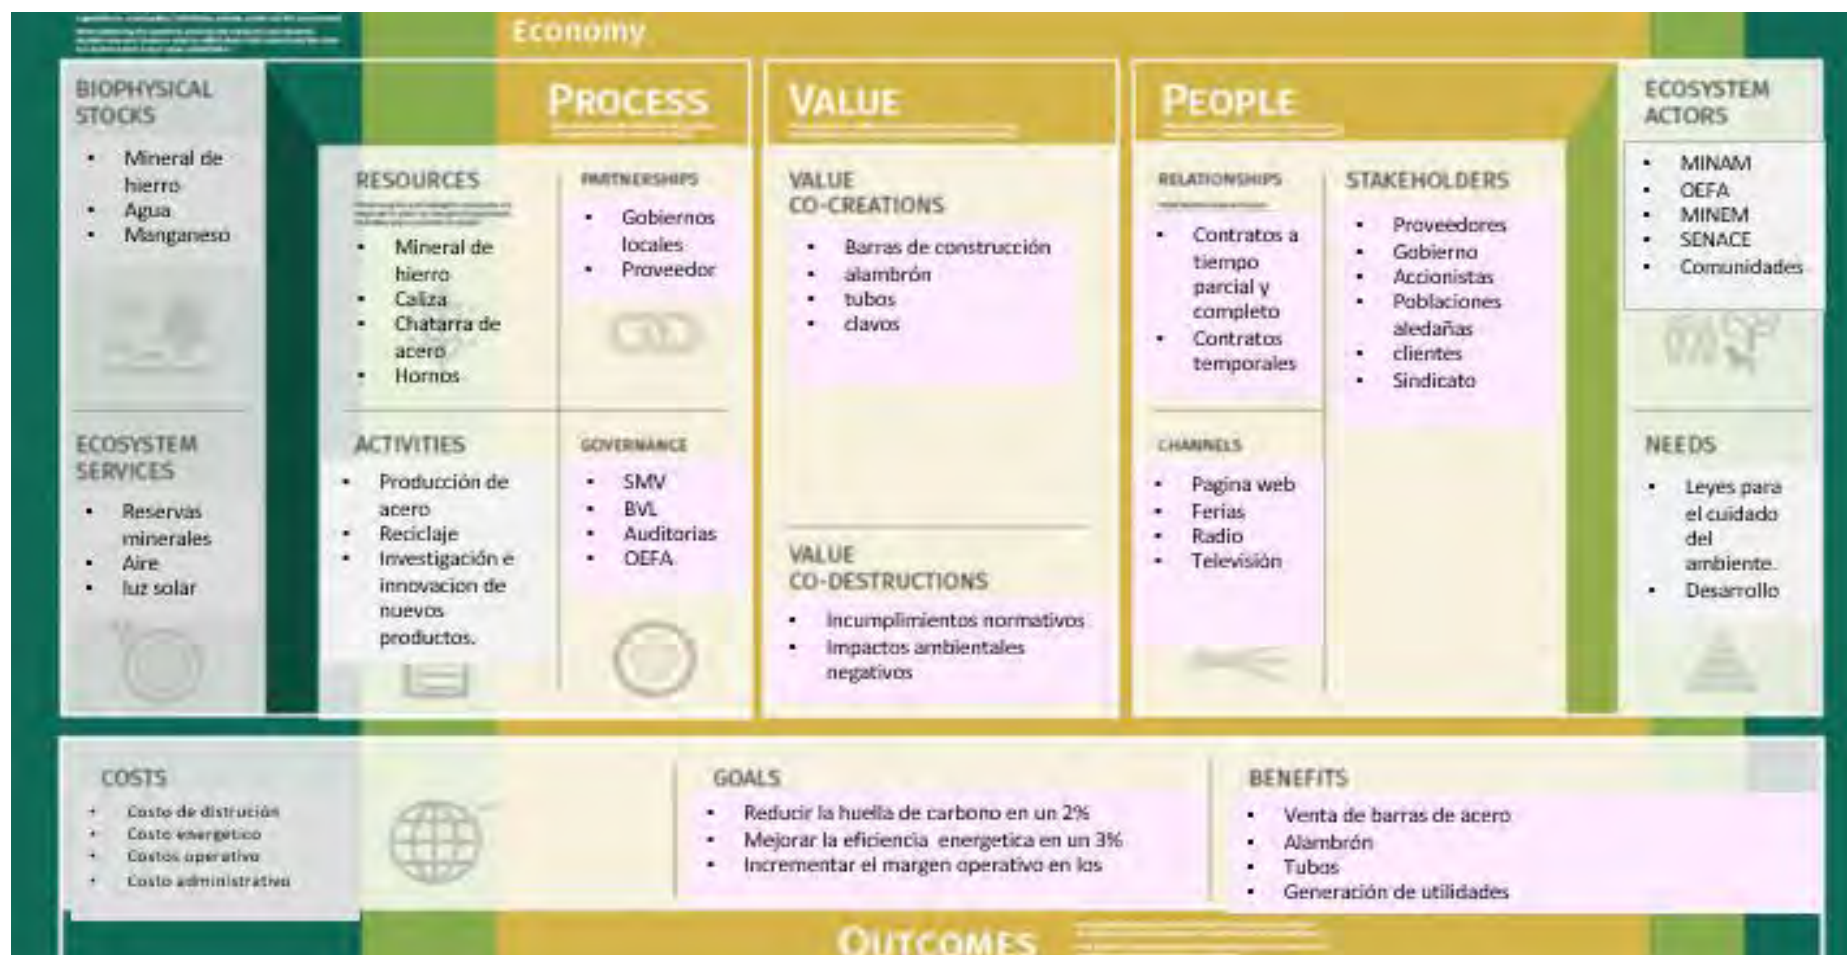 Economy
BIOPHYSICAL
STOCKS
▪ Mineral de
hierro
▪ Agua
▪ Manganeso
ECOSYSTEM
SERVICES
▪ Reservas
minerales
▪ Aire
▪ luz solar
PROCESS
RESOURCES
▪ Mineral de
hierro
▪ Caliza
▪ Chatarra de
acero
▪ Hornos
PARTNERSHIPS
▪ Gobiernos
locales
▪ Proveedor
ACTIVITIES
▪ Producción de
acero
▪ Reciclaje
▪ Investigación e
innovacion de
nuevos
productos.
GOVERNANCE
▪ SMV
▪ BVL
▪ Auditorias
▪ OEFA
VALUE
VALUE
CO-CREATIONS
▪ Barras de construcción
▪ alambrón
▪ tubos
▪ clavos
VALUE
CO-DESTRUCTIONS
▪ Incumplimientos normativos
▪ Impactos ambientales
negativos
PEOPLE
RELATIONSHIPS
▪ Contratos a
tiempo
parcial y
completo
▪ Contratos
temporales
STAKEHOLDERS
▪ Proveedores
▪ Gobierno
▪ Accionistas
▪ Poblaciones
aledañas
▪ clientes
▪ Sindicato
CHANNELS
▪ Pagina web
▪ Ferias
▪ Radio
▪ Televisión
ECOSYSTEM
ACTORS
▪ MINAM
▪ OEFA
▪ MINEM
▪ SENACE
▪ Comunidades
NEEDS
▪ Leyes para
el cuidado
del
ambiente.
▪ Desarrollo
COSTS
▪ Costo de distrución
▪ Costo energetico
▪ Costos operativo
▪ Costo administrativo
GOALS
▪ Reducir la huella de carbono en un 2%
▪ Mejorar la eficiencia energetica en un 3%
▪ Incrementar el margen operativo en los
BENEFITS
▪ Venta de barras de acero
▪ Alambrón
▪ Tubos
▪ Generación de utilidades
OUTCOMES